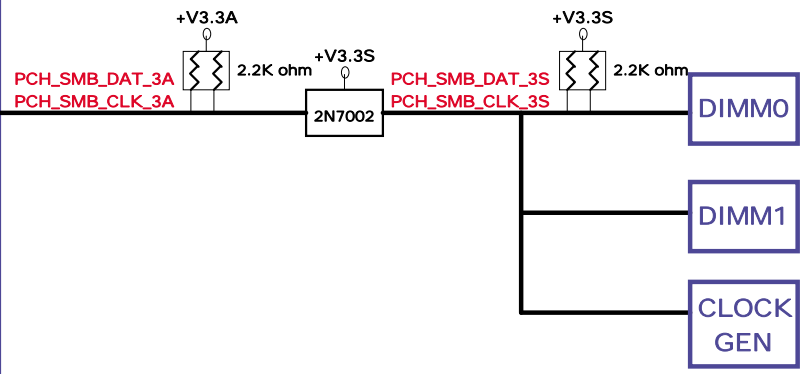 +V3.3A
2.2K ohm
PCH_SMB_DAT_3A
PCH_SMB_CLK_3A
+V3.3S
2N7002
+V3.3S
2.2K ohm
PCH_SMB_DAT_3S
PCH_SMB_CLK_3S
DIMM0
DIMM1
CLOCK
GEN